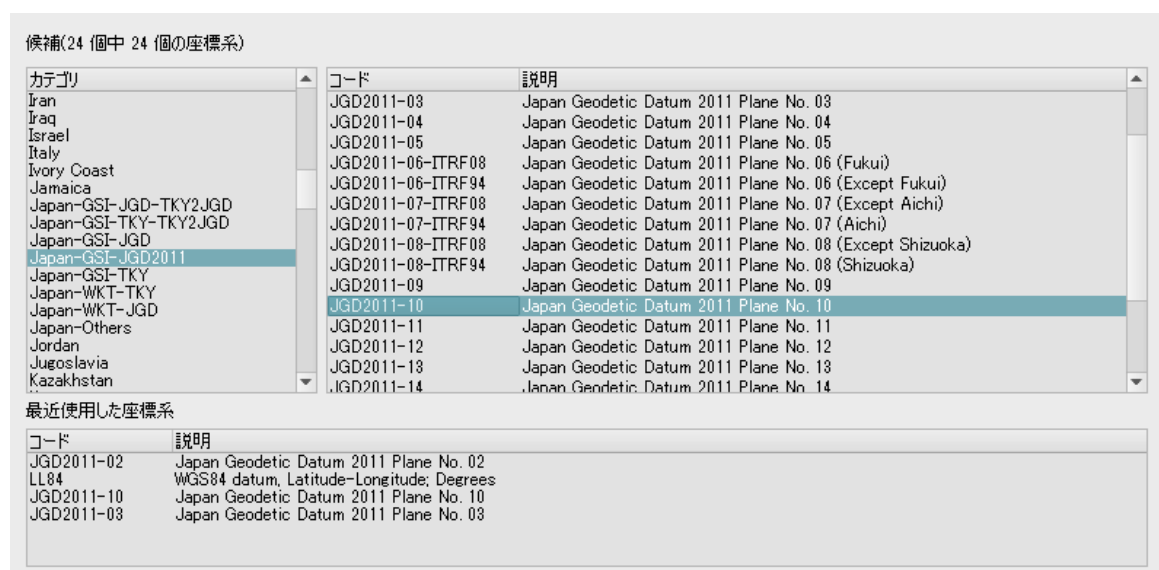 候補(24 個中 24 個の座標系)
カテゴリ
Iran
Iraq
Israel
Italy
Ivory Coast
Jamaica
Japan-GSI-JGD-TKY2JGD
Japan-GSI-TKY-TKY2JGD
Japan-GSI-JGD
Japan-GSI-JGD2011
Japan-GSI-TKY
Japan-WKT-TKY
Japan-WKT-JGD
Japan-Others
Jordan
Jugoslavia
Kazakhstan
コード 説明
JGD2011-03 Japan Geodetic Datum 2011 Plane No. 03
JGD2011-04 Japan Geodetic Datum 2011 Plane No. 04
JGD2011-05 Japan Geodetic Datum 2011 Plane No. 05
JGD2011-06-ITRF08 Japan Geodetic Datum 2011 Plane No. 06 (Fukui)
JGD2011-06-ITRF94 Japan Geodetic Datum 2011 Plane No. 06 (Except Fukui)
JGD2011-07-ITRF08 Japan Geodetic Datum 2011 Plane No. 07 (Except Aichi)
JGD2011-07-ITRF94 Japan Geodetic Datum 2011 Plane No. 07 (Aichi)
JGD2011-08-ITRF08 Japan Geodetic Datum 2011 Plane No. 08 (Except Shizuoka)
JGD2011-08-ITRF94 Japan Geodetic Datum 2011 Plane No. 08 (Shizuoka)
JGD2011-09 Japan Geodetic Datum 2011 Plane No. 09
JGD2011-10 Japan Geodetic Datum 2011 Plane No. 10
JGD2011-11 Japan Geodetic Datum 2011 Plane No. 11
JGD2011-12 Japan Geodetic Datum 2011 Plane No. 12
JGD2011-13 Japan Geodetic Datum 2011 Plane No. 13
JGD2011-14 Japan Geodetic Datum 2011 Plane No. 14
最近使用した座標系
コード 説明
JGD2011-02 Japan Geodetic Datum 2011 Plane No. 02
LL84 WGS84 datum, Latitude-Longitude; Degrees
JGD2011-10 Japan Geodetic Datum 2011 Plane No. 10
JGD2011-03 Japan Geodetic Datum 2011 Plane No. 03